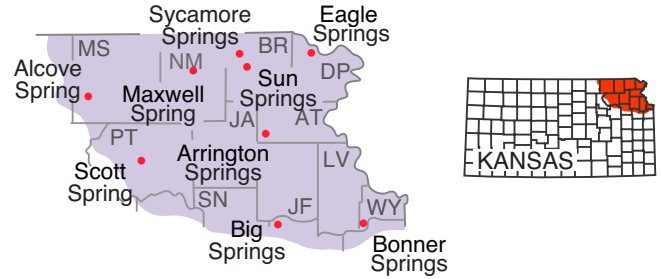 Sycamore
Springs
Eagle
Springs
MS
BR
NM
DP
Alcove
Spring
Sun
Springs
Maxwell
Spring
JA
AT
PT
Arrington
Springs
LV
Scott
Spring
SN
JF
WY
Big
Springs
Bonner
Springs
KANSAS